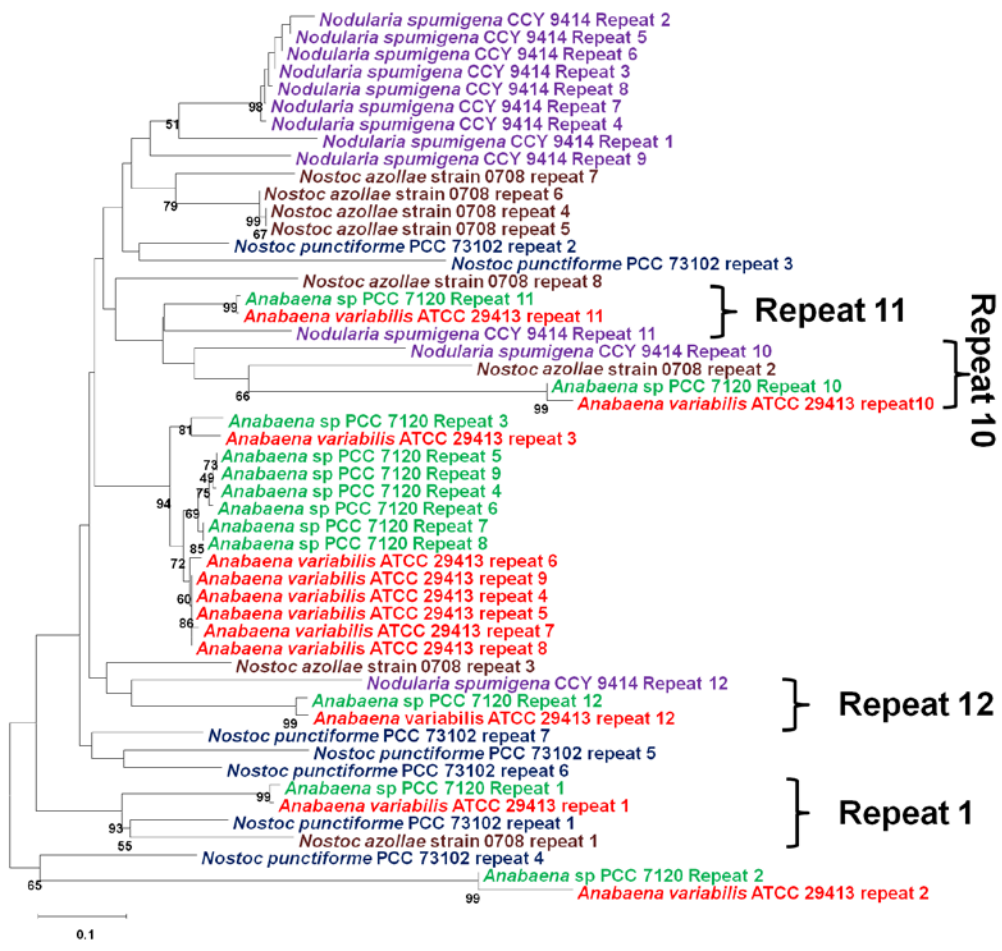 Nodularia spumigena CCY 9414 Repeat 2
Nodularia spumigena CCY 9414 Repeat 5
Nodularia spumigena CCY 9414 Repeat 6
Nodularia spumigena CCY 9414 Repeat 3
Nodularia spumigena CCY 9414 Repeat 8
98
Nodularia spumigena CCY 9414 Repeat 7
Nodularia spumigena CCY 9414 Repeat 4
51
Nodularia spumigena CCY 9414 Repeat 1
Nodularia spumigena CCY 9414 Repeat 9
Nostoc azollae strain 0708 repeat 7
79
Nostoc azollae strain 0708 repeat 6
99
Nostoc azollae strain 0708 repeat 4
67
Nostoc azollae strain 0708 repeat 5
Nostoc punctiforme PCC 73102 repeat 2
Nostoc punctiforme PCC 73102 repeat 3
Nostoc azollae strain 0708 repeat 8
Anabaena sp PCC 7120 Repeat 11
99
Anabaena variabilis ATCC 29413 repeat 11
Nodularia spumigena CCY 9414 Repeat 11
Repeat 11
Nodularia spumigena CCY 9414 Repeat 10
Nostoc azollae strain 0708 repeat 2
66
Anabaena sp PCC 7120 Repeat 10
99
Anabaena variabilis ATCC 29413 repeat10
Repeat 10
Anabaena sp PCC 7120 Repeat 3
81
Anabaena variabilis ATCC 29413 repeat 3
Anabaena sp PCC 7120 Repeat 5
73
Anabaena sp PCC 7120 Repeat 9
49
Anabaena sp PCC 7120 Repeat 4
75
94
Anabaena sp PCC 7120 Repeat 6
69
Anabaena sp PCC 7120 Repeat 7
Anabaena sp PCC 7120 Repeat 8
85
72
Anabaena variabilis ATCC 29413 repeat 6
Anabaena variabilis ATCC 29413 repeat 9
60
Anabaena variabilis ATCC 29413 repeat 4
Anabaena variabilis ATCC 29413 repeat 5
86
Anabaena variabilis ATCC 29413 repeat 7
Anabaena variabilis ATCC 29413 repeat 8
Nostoc azollae strain 0708 repeat 3
Nodularia spumigena CCY 9414 Repeat 12
Anabaena sp PCC 7120 Repeat 12
99
Anabaena variabilis ATCC 29413 repeat 12
Repeat 12
Nostoc punctiforme PCC 73102 repeat 7
Nostoc punctiforme PCC 73102 repeat 5
Nostoc punctiforme PCC 73102 repeat 6
Anabaena sp PCC 7120 Repeat 1
99
Anabaena variabilis ATCC 29413 repeat 1
93
Nostoc punctiforme PCC 73102 repeat 1
55
Nostoc azollae strain 0708 repeat 1
Repeat 1
Nostoc punctiforme PCC 73102 repeat 4
65
Anabaena sp PCC 7120 Repeat 2
99
Anabaena variabilis ATCC 29413 repeat 2
0.1